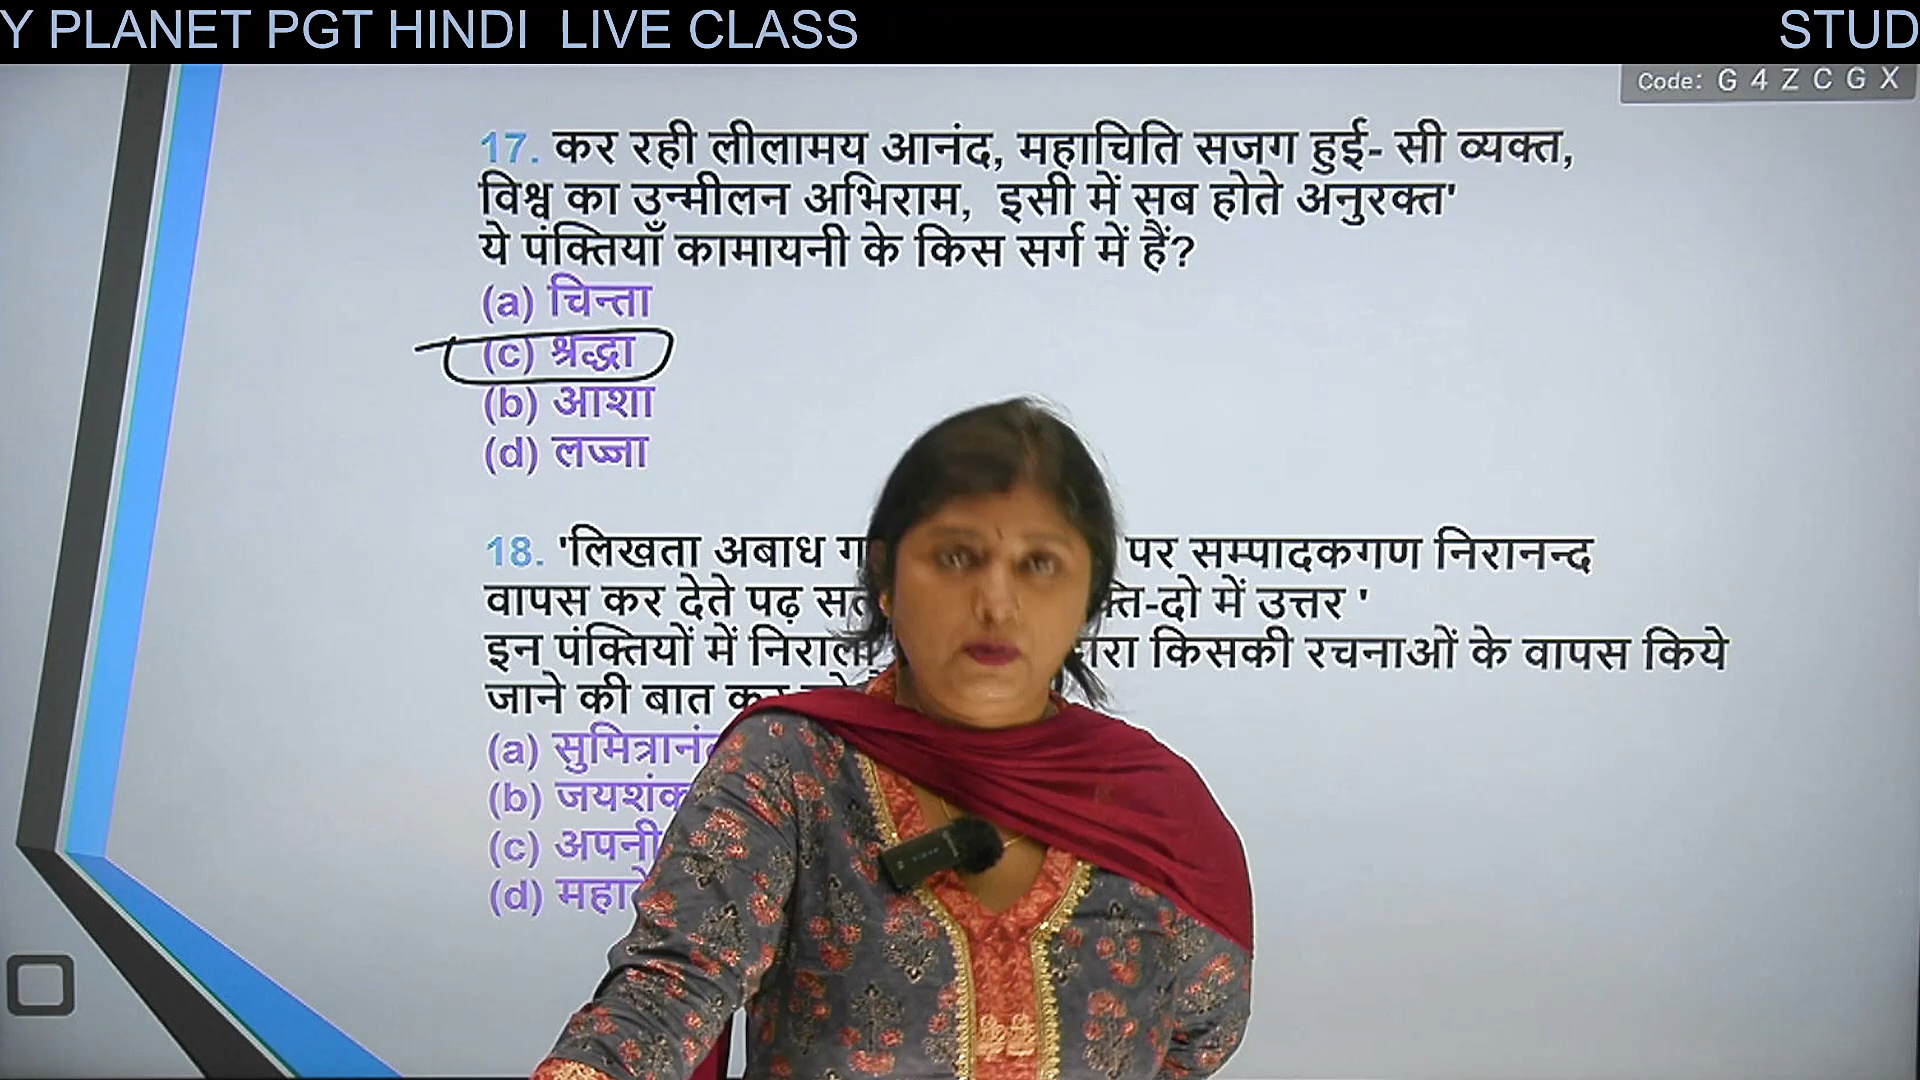 Y PLANET PGT HINDI LIVE CLASS
STUD
Code: G 4 Z C G X
17. कर रही लीलामय आनंद, महाचिति सजग हुई- सी व्यक्त,
विश्व का उन्मीलन अभिराम, इसी में सब होते अनुरक्त'
ये पंक्तियाँ कामायनी के किस सर्ग में हैं?
(a) चिन्ता
(c) श्रद्धा
(b) आशा
(d) लज्जा
18. 'लिखता अबाध पर सम्पादकगण निरानन्द
वापस कर देते पढ़ -दो में उत्तर '
इन पंक्तियों में निराला किसकी रचनाओं के वापस किये
जाने की बात
(a)
(b)
(c) अपनी
(d)